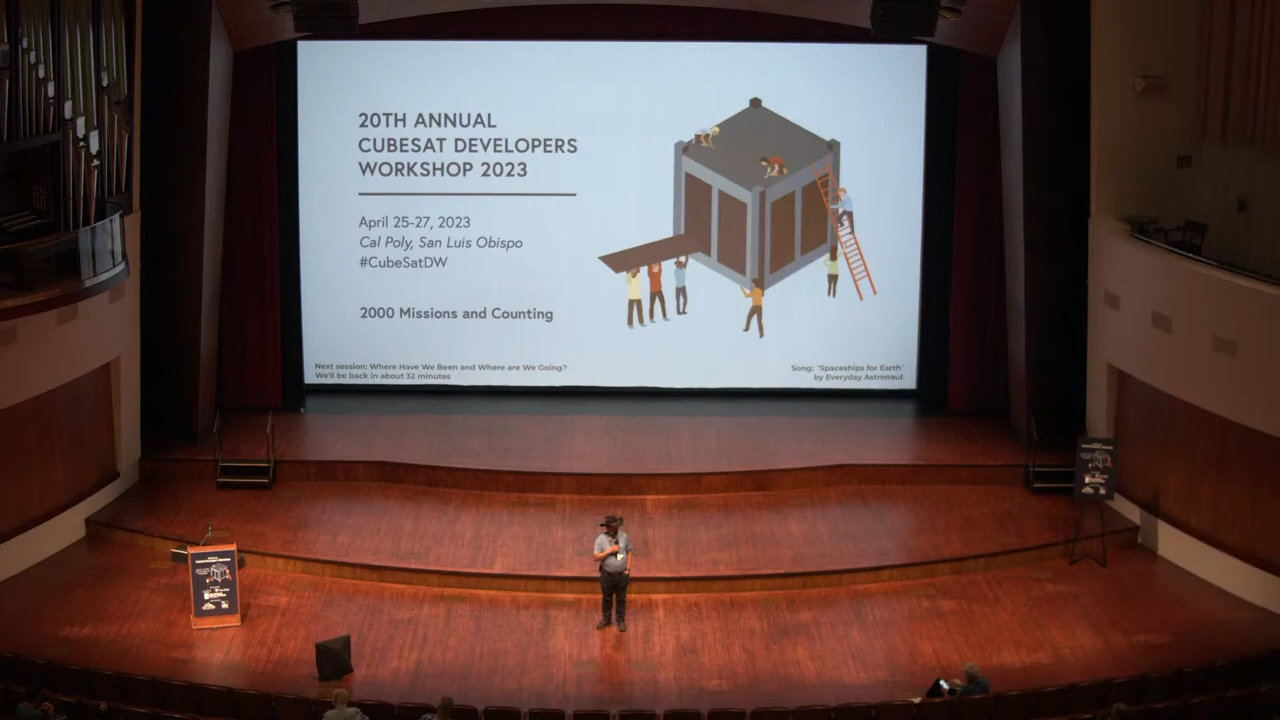 20TH ANNUAL
CUBESAT DEVELOPERS
WORKSHOP 2023
April 25-27, 2023
Cal Poly, San Luis Obispo
#CubeSatDW
2000 Missions and Counting
Next session: Where Have We Been and Where are We Going?
We'll be back in about 32 minutes
Song: "Spaceships for Earth"
by Everyday Astronaut